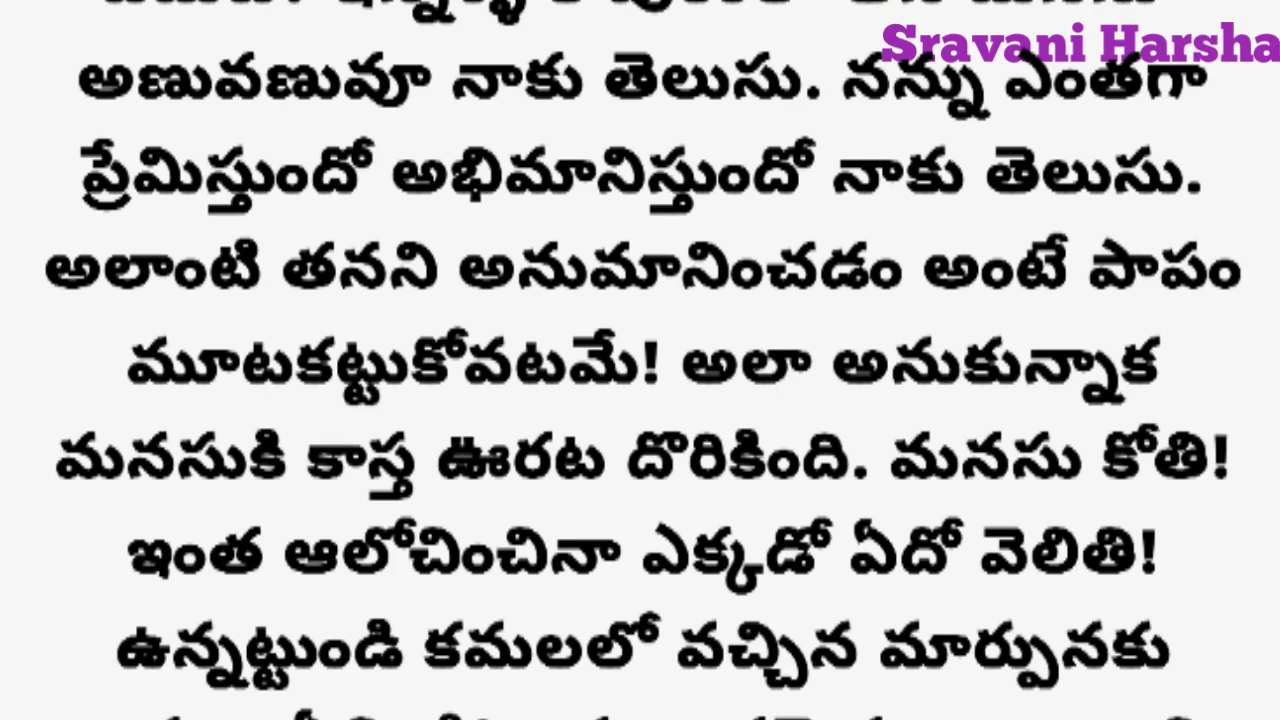 Sravani Harsha
అణువణువూ నాకు తెలుసు. నన్ను ఎంతగా
ప్రేమిస్తుందో అభిమానిస్తుందో నాకు తెలుసు.
అలాంటి తనని అనుమానించడం అంటే పాపం
మూటకట్టుకోవటమే! అలా అనుకున్నాక
మనసుకి కాస్త ఊరట దొరికింది. మనసు కోతి!
ఇంత ఆలోచించినా ఎక్కడో ఏదో వెలితి!
ఉన్నట్టుండి కమలలో వచ్చిన మార్పునకు